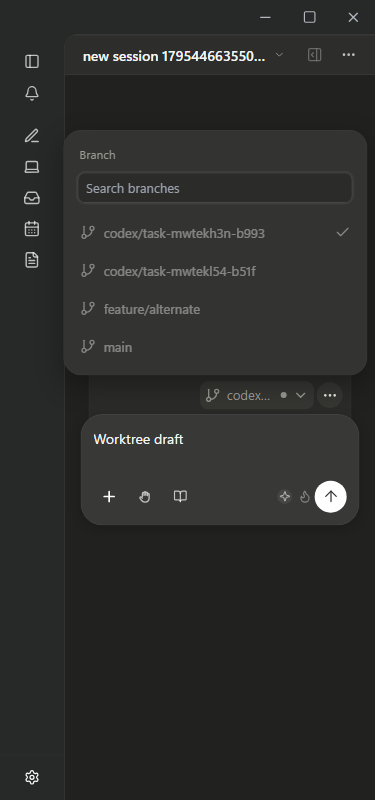 new session 179544663550...
Branch
Search branches
codex/task-mwtekh3n-b993
codex/task-mwtekl54-b51f
feature/alternate
main
codex...
Worktree draft